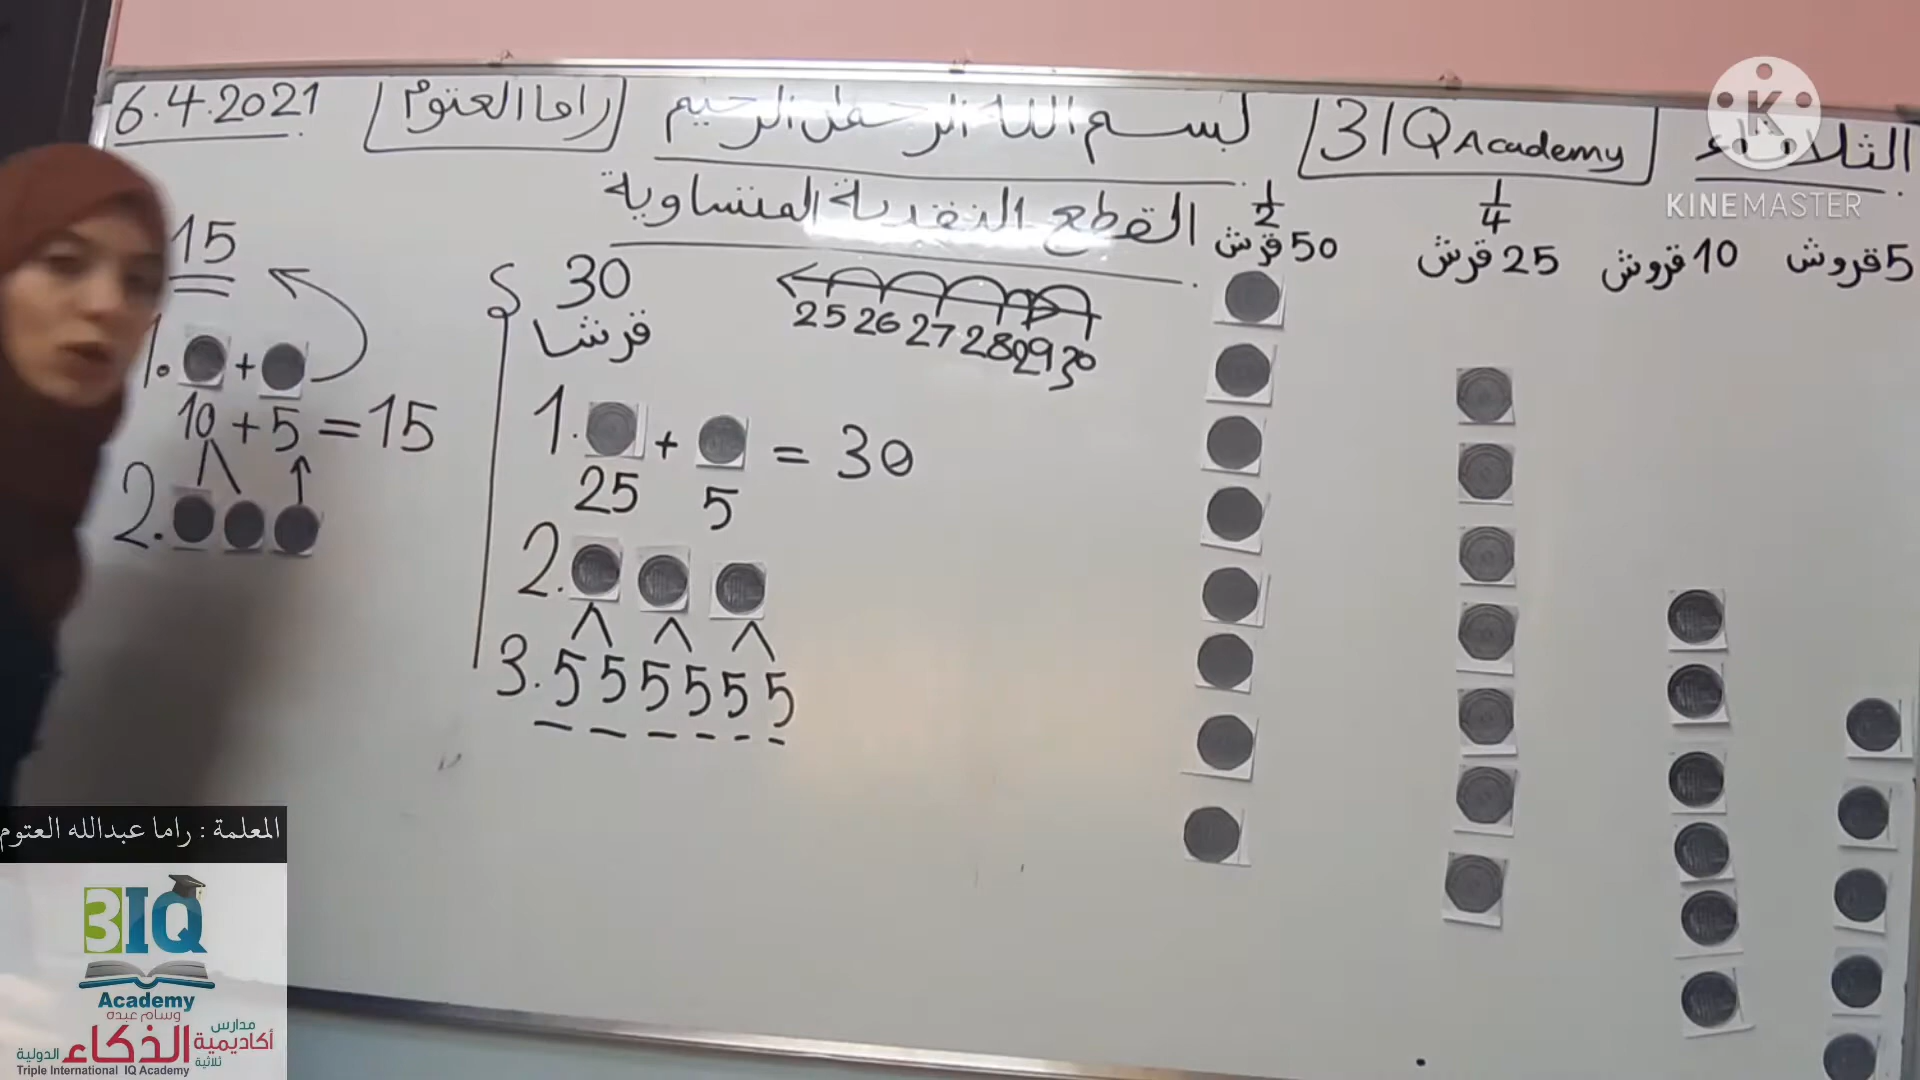 الثلاثاء
3IQ Academy
بسم الله الرحمن الرحيم
راما العتوم
6.4.2021
القطع النقدية المتساوية
5 قروش
10 قروش
1/4
25 قرش
1/2
50 قرش
25 26 27 28 29 30
30
قرشا
1. + = 30
25 5
2.
3. 5 5 5 5 5 5
15
1. +
10 + 5 = 15
2.
K
KINEMASTER
المعلمة : راما عبدالله العتوم
3IQ
Academy
وسام عبده
مدارس
أكاديمية الذكاء الدولية
ثلاثية
Triple International IQ Academy